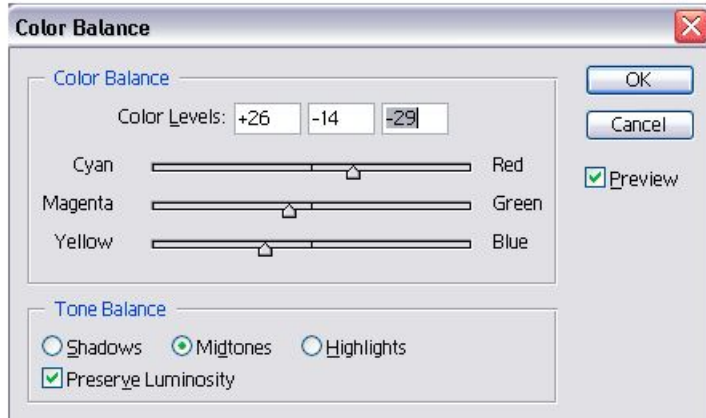 Color Balance
Color Balance
OK
Color Levels: +26 -14 -29
Cancel
Cyan Red
Preview
Magenta Green
Yellow Blue
Tone Balance
Shadows Midtones Highlights
Preserve Luminosity